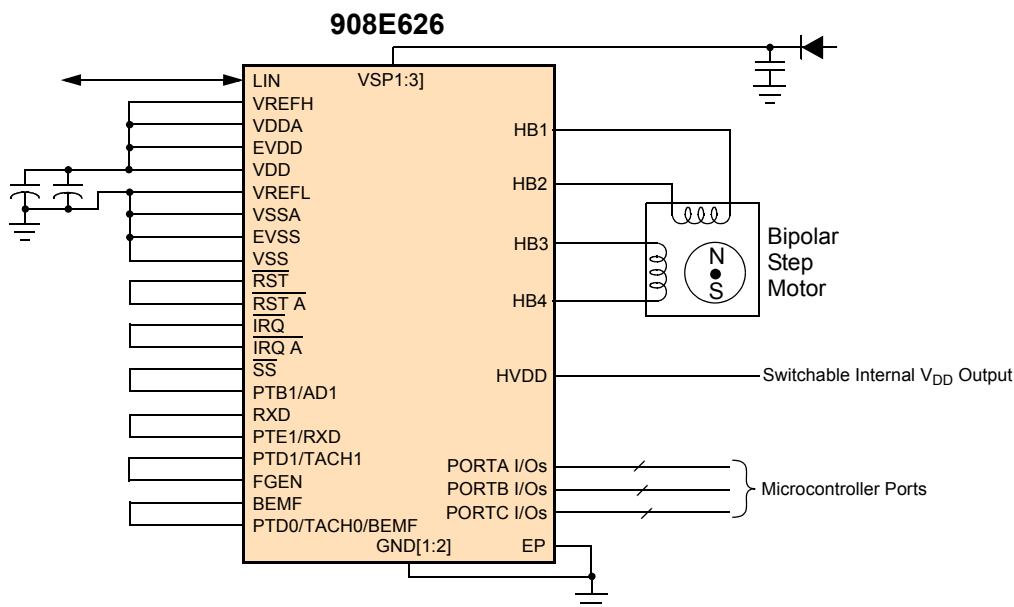 908E626
LIN
VSP1:3]
VREFH
VDDA
EVDD
VDD
VREFL
VSSA
EVSS
VSS
RST
RST A
IRQ
IRQ A
SS
PTB1/AD1
RXD
PTE1/RXD
PTD1/TACH1
FGEN
BEMF
PTD0/TACH0/BEMF
GND[1:2]
HB1
HB2
HB3
HB4
N
S
Bipolar
Step
Motor
HVDD
Switchable Internal VDD Output
PORTA I/Os
PORTB I/Os
PORTC I/Os
Microcontroller Ports
EP